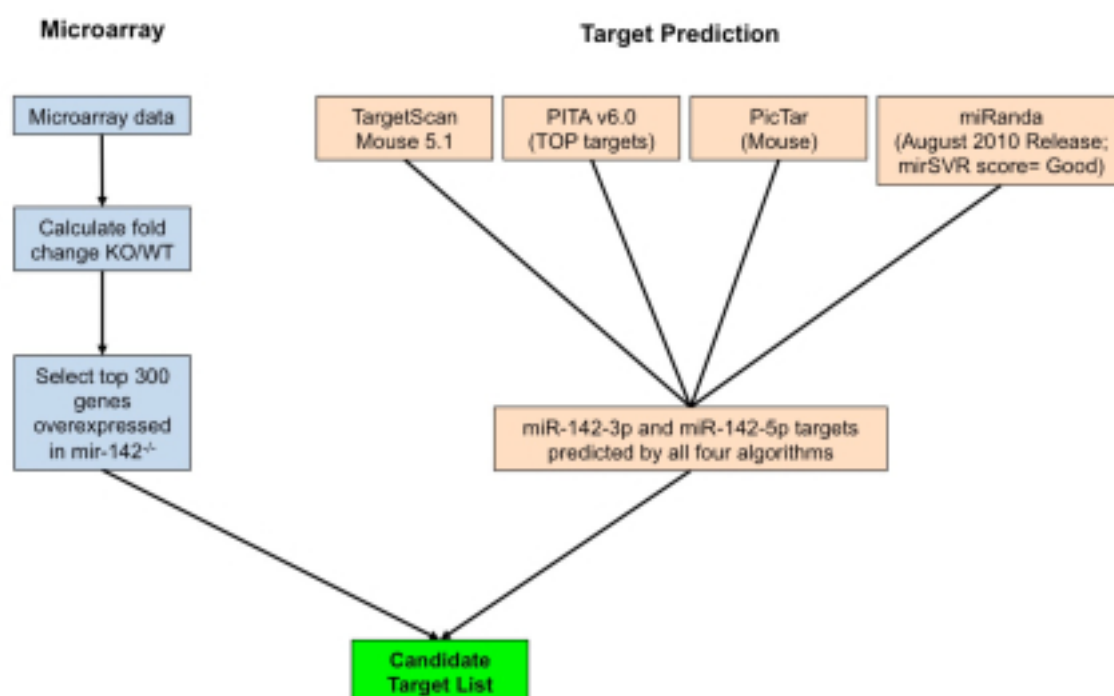 Microarray
Target Prediction
Microarray data
Calculate fold
change KO/WT
Select top 300
genes
overexpressed
in mir-142-/-
TargetScan
Mouse 5.1
PITA v6.0
(TOP targets)
PicTar
(Mouse)
miRanda
(August 2010 Release;
mirSVR score= Good)
miR-142-3p and miR-142-5p targets
predicted by all four algorithms
Candidate
Target List